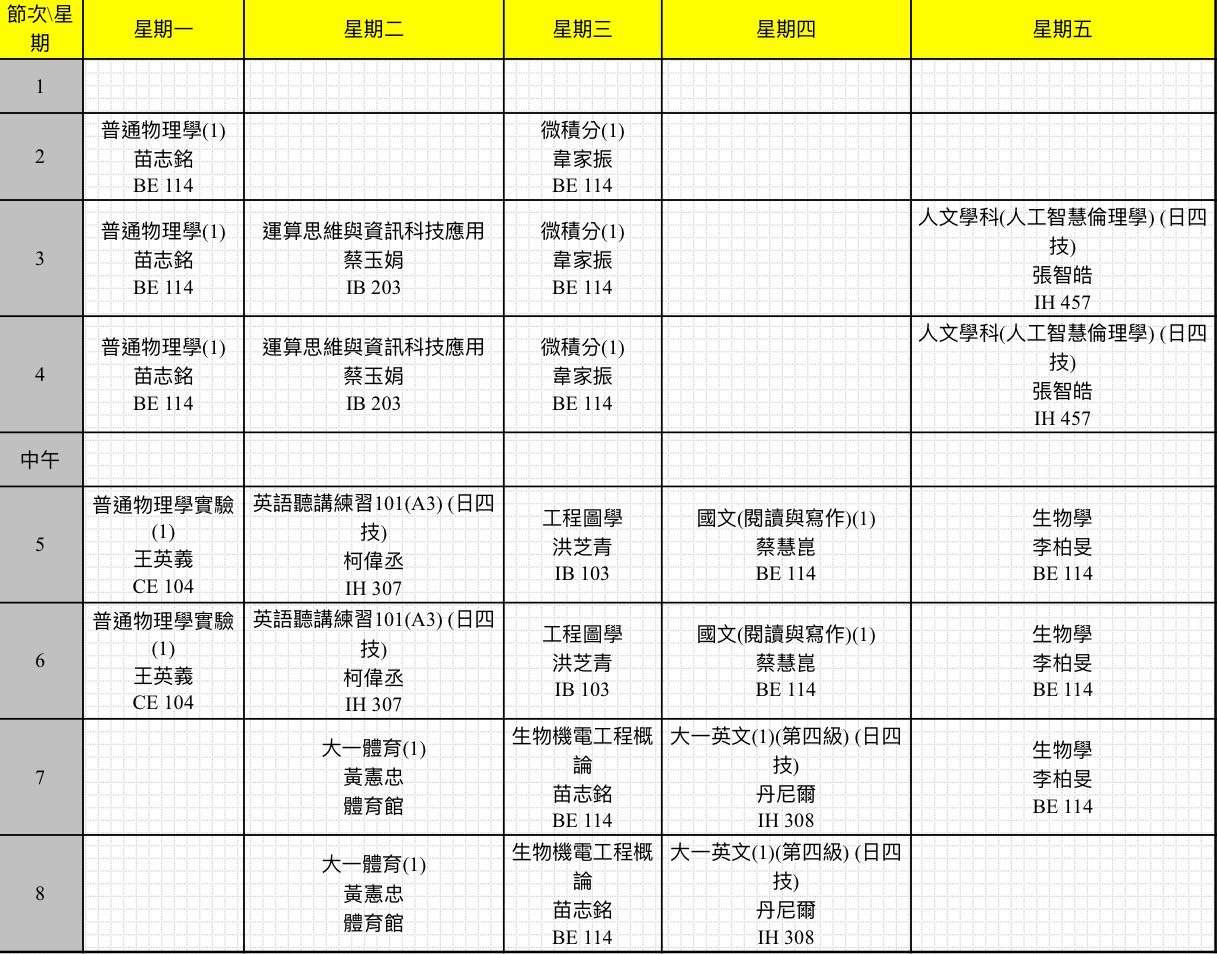 節次\星
期
星期一
星期二
星期三
星期四
星期五
1
2
普通物理學(1)
苗志銘
BE 114
微積分(1)
韋家振
BE 114
3
普通物理學(1)
苗志銘
BE 114
運算思維與資訊科技應用
蔡玉娟
IB 203
微積分(1)
韋家振
BE 114
人文學科(人工智慧倫理學) (日四
技)
張智皓
IH 457
4
普通物理學(1)
苗志銘
BE 114
運算思維與資訊科技應用
蔡玉娟
IB 203
微積分(1)
韋家振
BE 114
人文學科(人工智慧倫理學) (日四
技)
張智皓
IH 457
中午
5
普通物理學實驗
(1)
王英義
CE 104
英語聽講練習101(A3) (日四
技)
柯偉丞
IH 307
工程圖學
洪芝青
IB 103
國文(閱讀與寫作)(1)
蔡慧崑
BE 114
生物學
李柏旻
BE 114
6
普通物理學實驗
(1)
王英義
CE 104
英語聽講練習101(A3) (日四
技)
柯偉丞
IH 307
工程圖學
洪芝青
IB 103
國文(閱讀與寫作)(1)
蔡慧崑
BE 114
生物學
李柏旻
BE 114
7
大一體育(1)
黃憲忠
體育館
生物機電工程概
論
苗志銘
BE 114
大一英文(1)(第四級) (日四
技)
丹尼爾
IH 308
生物學
李柏旻
BE 114
8
大一體育(1)
黃憲忠
體育館
生物機電工程概
論
苗志銘
BE 114
大一英文(1)(第四級) (日四
技)
丹尼爾
IH 308